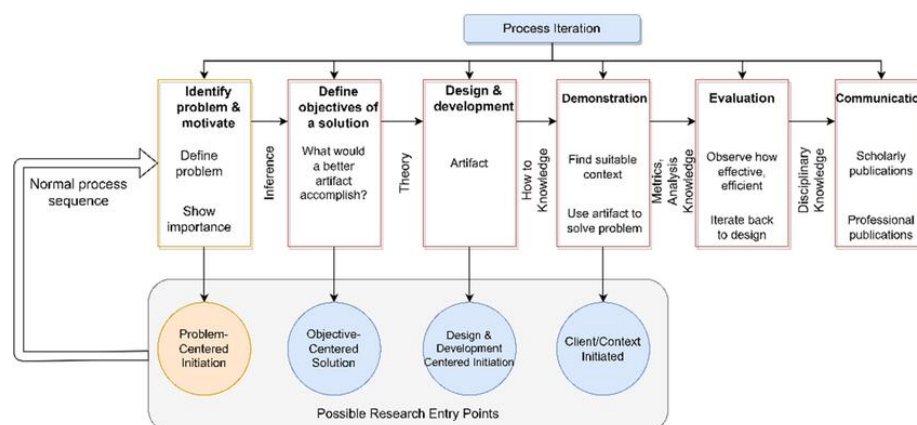 Process Iteration
Identify
problem &
motivate
Define
problem
Show
importance
Inference
Define
objectives of
a solution
What would
a better
artifact
accomplish?
Theory
Design &
development
Artifact
How to
Knowledge
Demonstration
Find suitable
context
Use artifact to
solve problem
Metrics,
Analysis
Knowledge
Evaluation
Observe how
effective,
efficient
Iterate back
to design
Disciplinary
Knowledge
Communicatio
Scholarly
publications
Professional
publications
Normal process
sequence
Problem-
Centered
Initiation
Objective-
Centered
Solution
Design &
Development
Centered Initiation
Client/Context
Initiated
Possible Research Entry Points